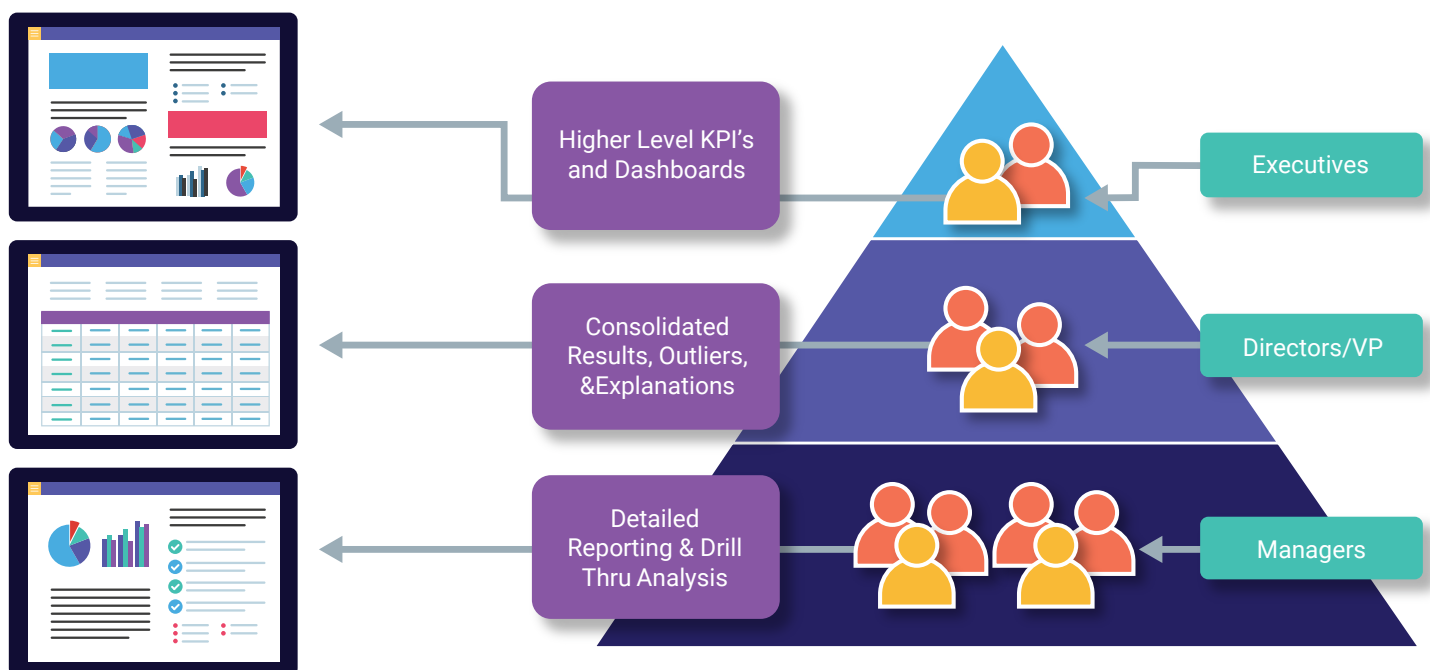 Higher Level KPI's
and Dashboards
Executives
Consolidated
Results, Outliers,
&Explanations
Directors/VP
Detailed
Reporting & Drill
Thru Analysis
Managers